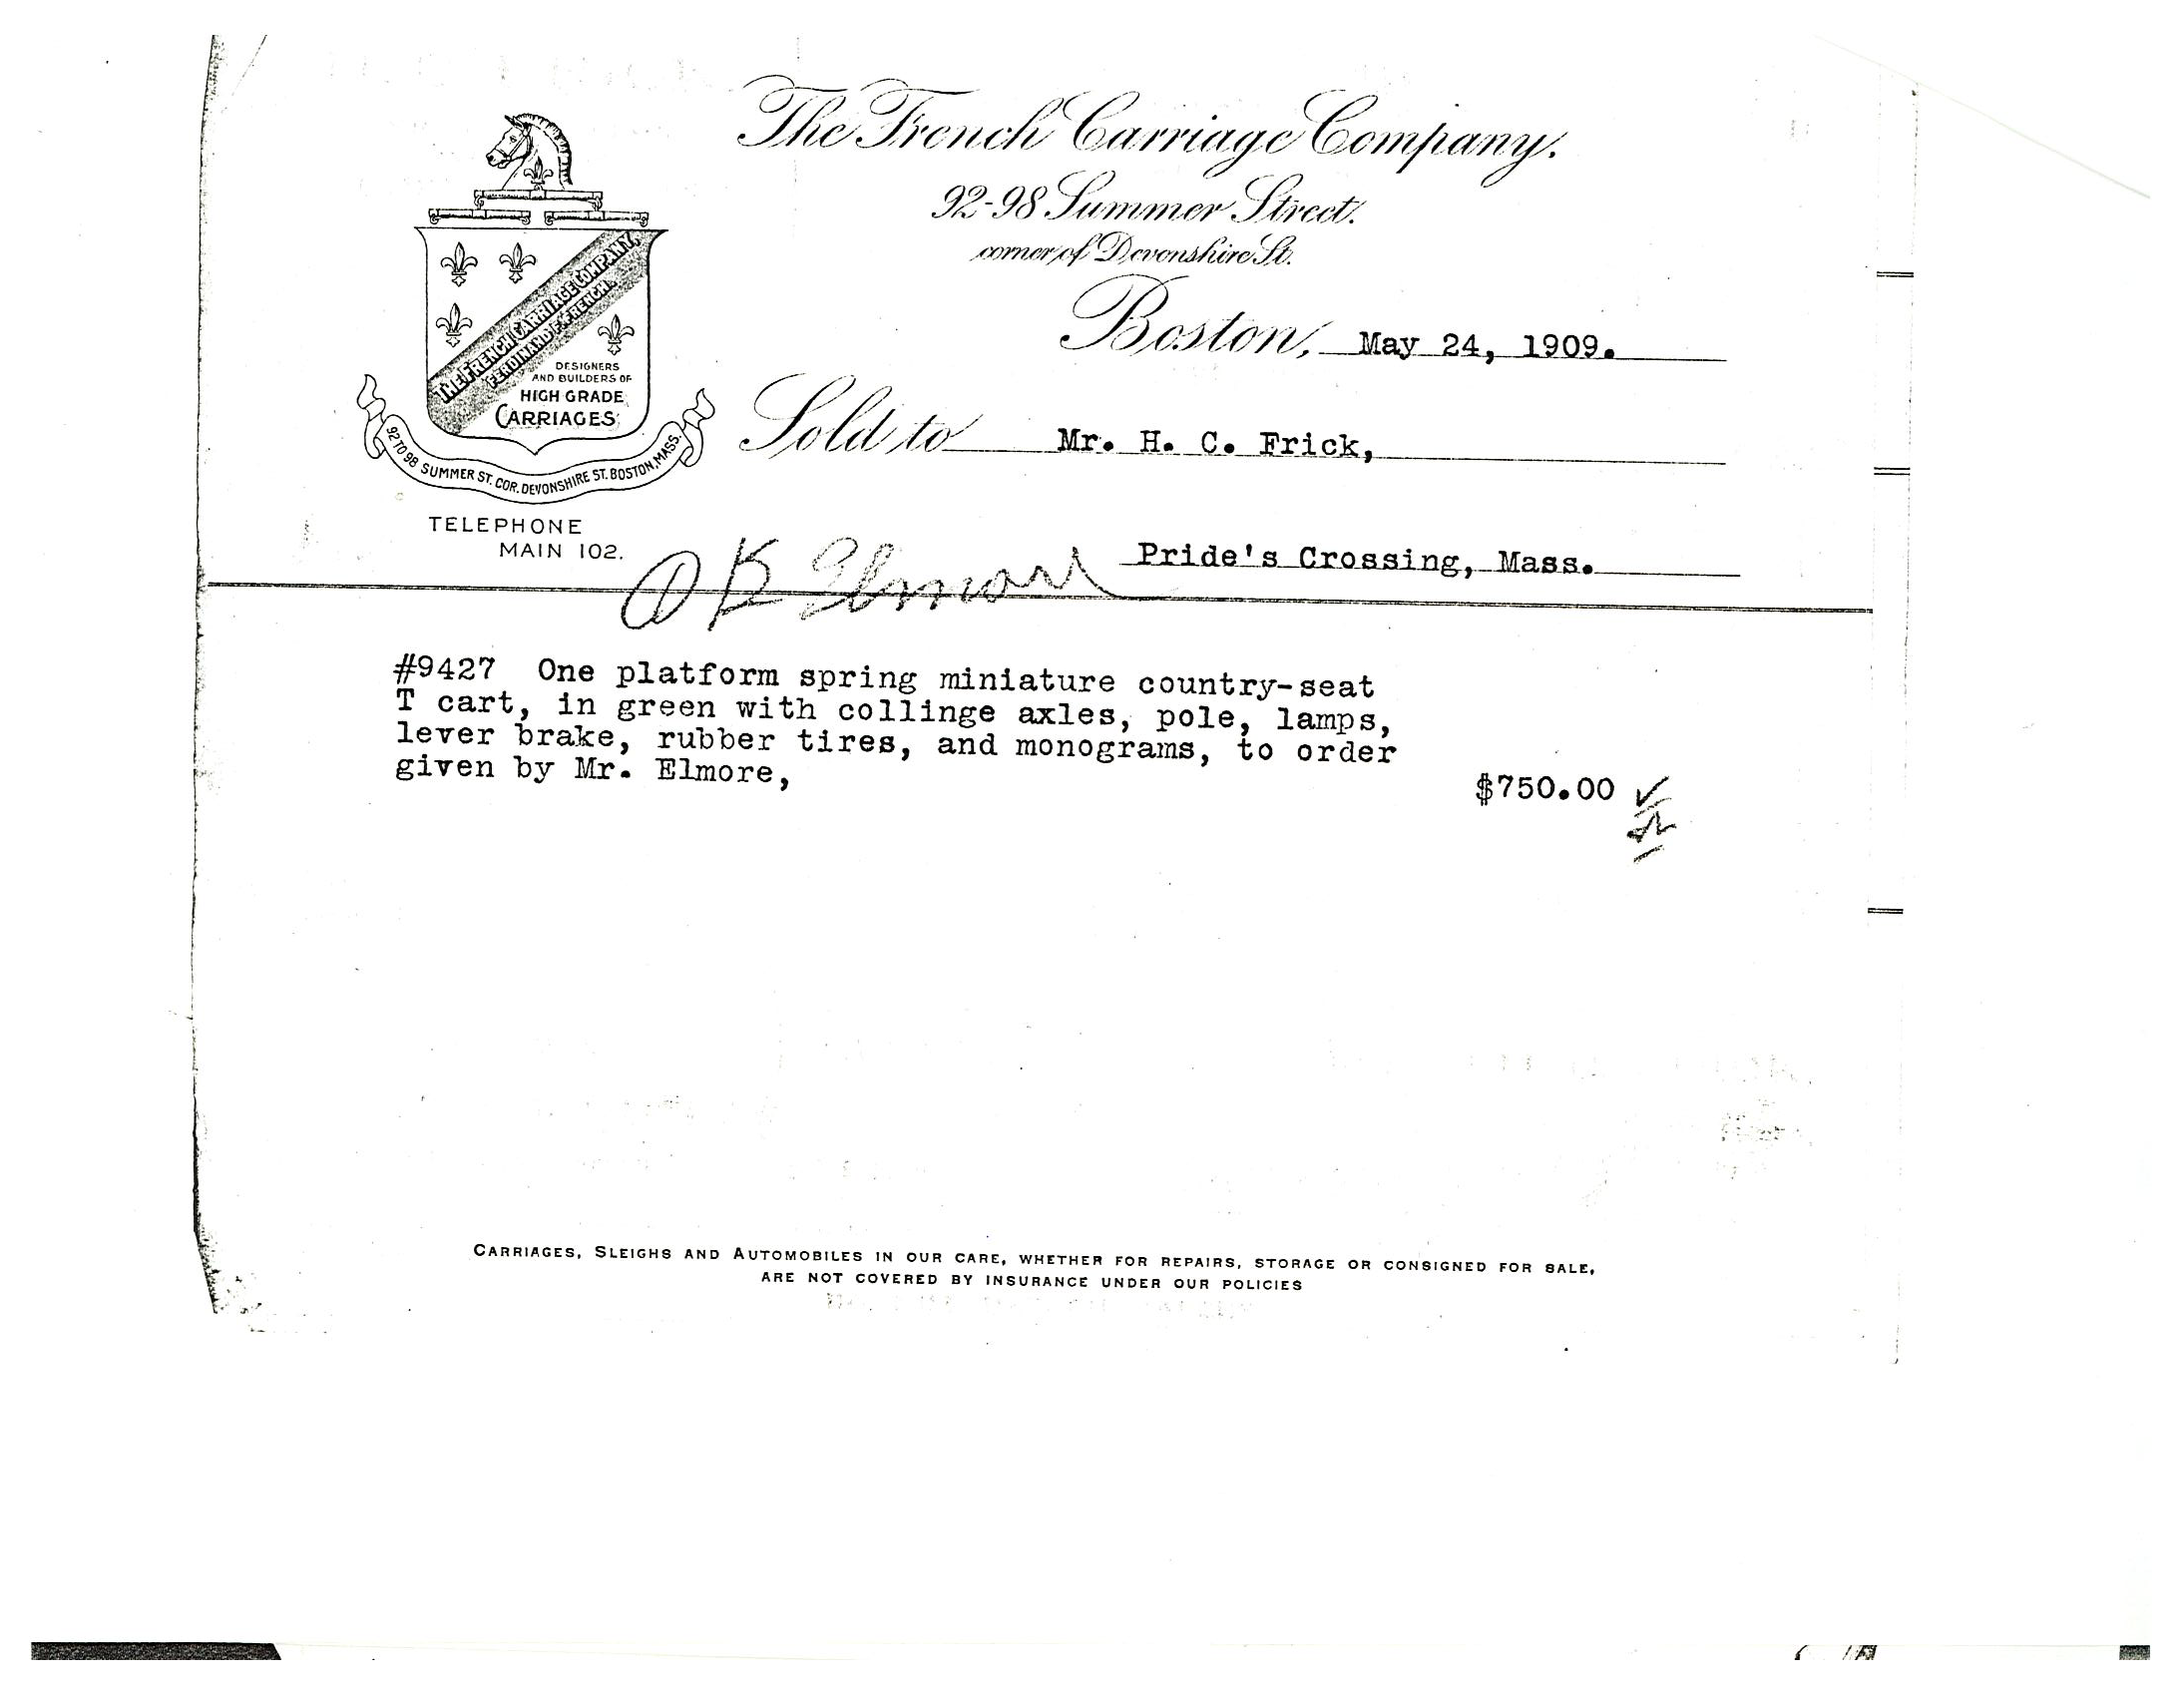 The French Carriage Company.
92-98 Summer Street.
corner of Devonshire St.
Boston, May 24, 1909.
THE FRENCH CARRIAGE COMPANY,
FERDINAND F. FRENCH.
DESIGNERS
AND BUILDERS OF
HIGH GRADE
CARRIAGES
92 TO 98 SUMMER ST. COR. DEVONSHIRE ST. BOSTON, MASS.
Sold to Mr. H. C. Frick,
TELEPHONE
MAIN 102.
Pride's Crossing, Mass.
OK Elmore
#9427 One platform spring miniature country-seat
T cart, in green with collinge axles, pole, lamps,
lever brake, rubber tires, and monograms, to order
given by Mr. Elmore,
$750.00
CARRIAGES, SLEIGHS AND AUTOMOBILES IN OUR CARE, WHETHER FOR REPAIRS, STORAGE OR CONSIGNED FOR SALE,
ARE NOT COVERED BY INSURANCE UNDER OUR POLICIES